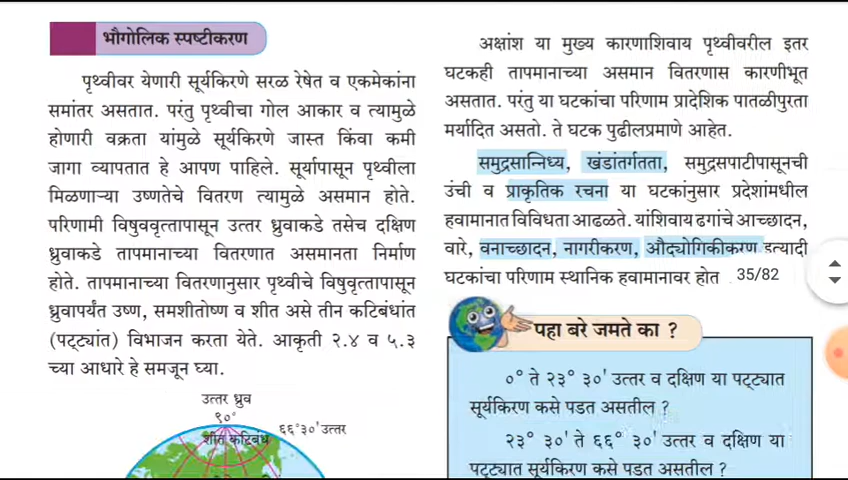 भौगोलिक स्पष्टीकरण
पृथ्वीवर येणारी सूर्यकिरणे सरळ रेषेत व एकमेकांना
समांतर असतात. परंतु पृथ्वीचा गोल आकार व त्यामुळे
होणारी वक्रता यांमुळे सूर्यकिरणे जास्त किंवा कमी
जागा व्यापतात हे आपण पाहिले. सूर्यापासून पृथ्वीला
मिळणाऱ्या उष्णतेचे वितरण त्यामुळे असमान होते.
परिणामी विषुववृत्तापासून उत्तर ध्रुवाकडे तसेच दक्षिण
ध्रुवाकडे तापमानाच्या वितरणात असमानता निर्माण
होते. तापमानाच्या वितरणानुसार पृथ्वीचे विषुवृत्तापासून
ध्रुवापर्यंत उष्ण, समशीतोष्ण व शीत असे तीन कटिबंधांत
(पट्ट्यांत) विभाजन करता येते. आकृती २.४ व ५.३
च्या आधारे हे समजून घ्या.
उत्तर ध्रुव
९०°
६६°३०' उत्तर
शीत कटिबंध
अक्षांश या मुख्य कारणाशिवाय पृथ्वीवरील इतर
घटकही तापमानाच्या असमान वितरणास कारणीभूत
असतात. परंतु या घटकांचा परिणाम प्रादेशिक पातळीपुरता
मर्यादित असतो. ते घटक पुढीलप्रमाणे आहेत.
समुद्रसान्निध्य, खंडांतर्गतता, समुद्रसपाटीपासूनची
उंची व प्राकृतिक रचना या घटकांनुसार प्रदेशांमधील
हवामानात विविधता आढळते. यांशिवाय ढगांचे आच्छादन,
वारे, वनाच्छादन, नागरीकरण, औद्योगिकीकरण इत्यादी
घटकांचा परिणाम स्थानिक हवामानावर होत
35/82
पहा बरे जमते का ?
०° ते २३° ३०' उत्तर व दक्षिण या पट्ट्यात
सूर्यकिरण कसे पडत असतील ?
२३° ३०' ते ६६° ३०' उत्तर व दक्षिण या
पट्ट्यात सूर्यकिरण कसे पडत असतील ?